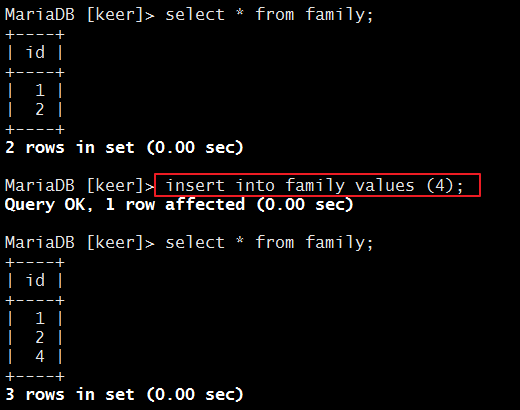 MariaDB [keer]> select * from family;
+----+
| id |
+----+
|  1 |
|  2 |
+----+
2 rows in set (0.00 sec)
MariaDB [keer]> insert into family values (4);
Query OK, 1 row affected (0.00 sec)
MariaDB [keer]> select * from family;
+----+
| id |
+----+
|  1 |
|  2 |
|  4 |
+----+
3 rows in set (0.00 sec)